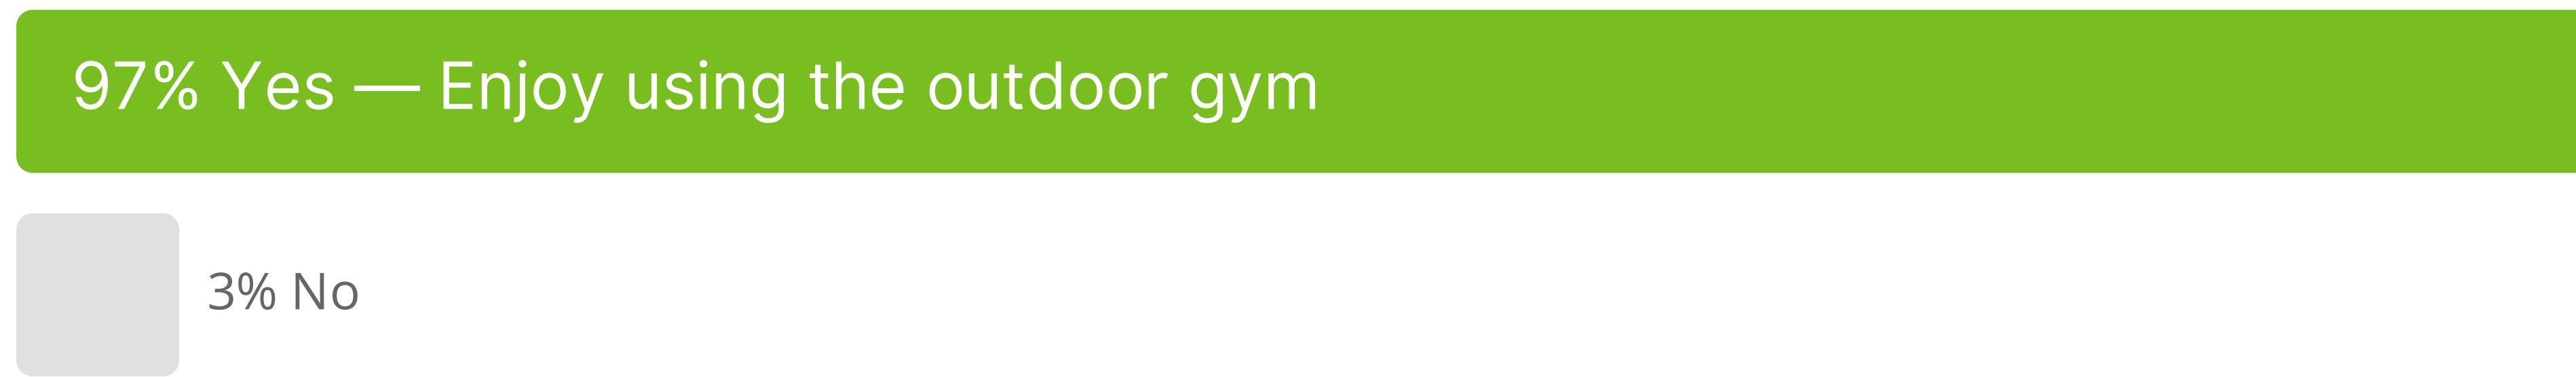 97% Yes — Enjoy using the outdoor gym
3% No